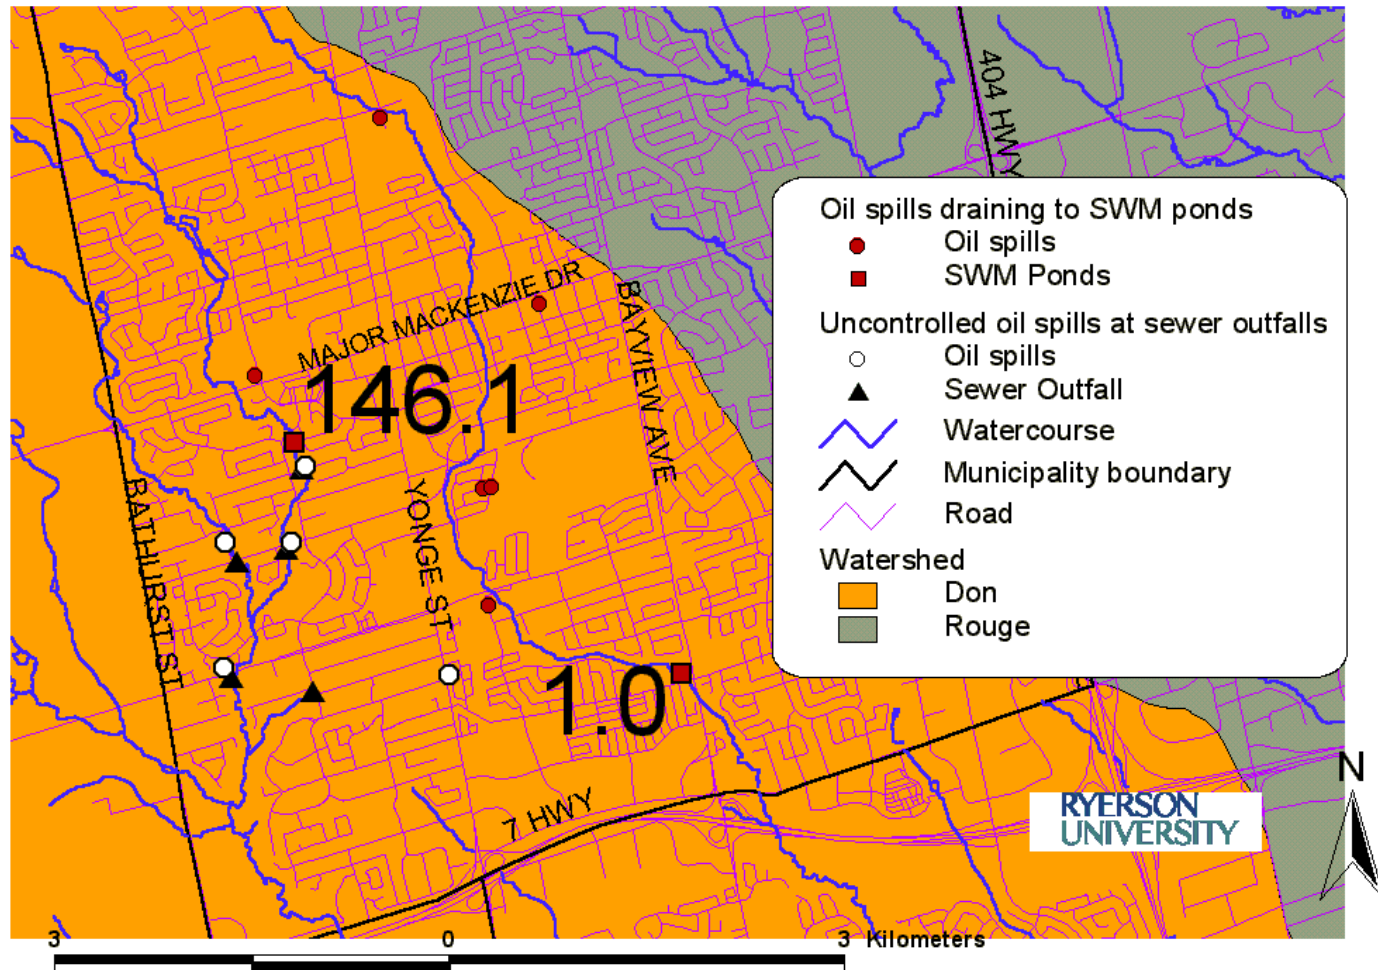 404 HWY
Oil spills draining to SWM ponds
Oil spills
SWM Ponds
Uncontrolled oil spills at sewer outfalls
Oil spills
Sewer Outfall
Watercourse
Municipality boundary
Road
Watershed
Don
Rouge
MAJOR MACKENZIE DR
BAYVIEW AVE
146.1
BATHURST ST
YONGE ST
1.0
7 HWY
N
RYERSON
UNIVERSITY
3 0 3 Kilometers